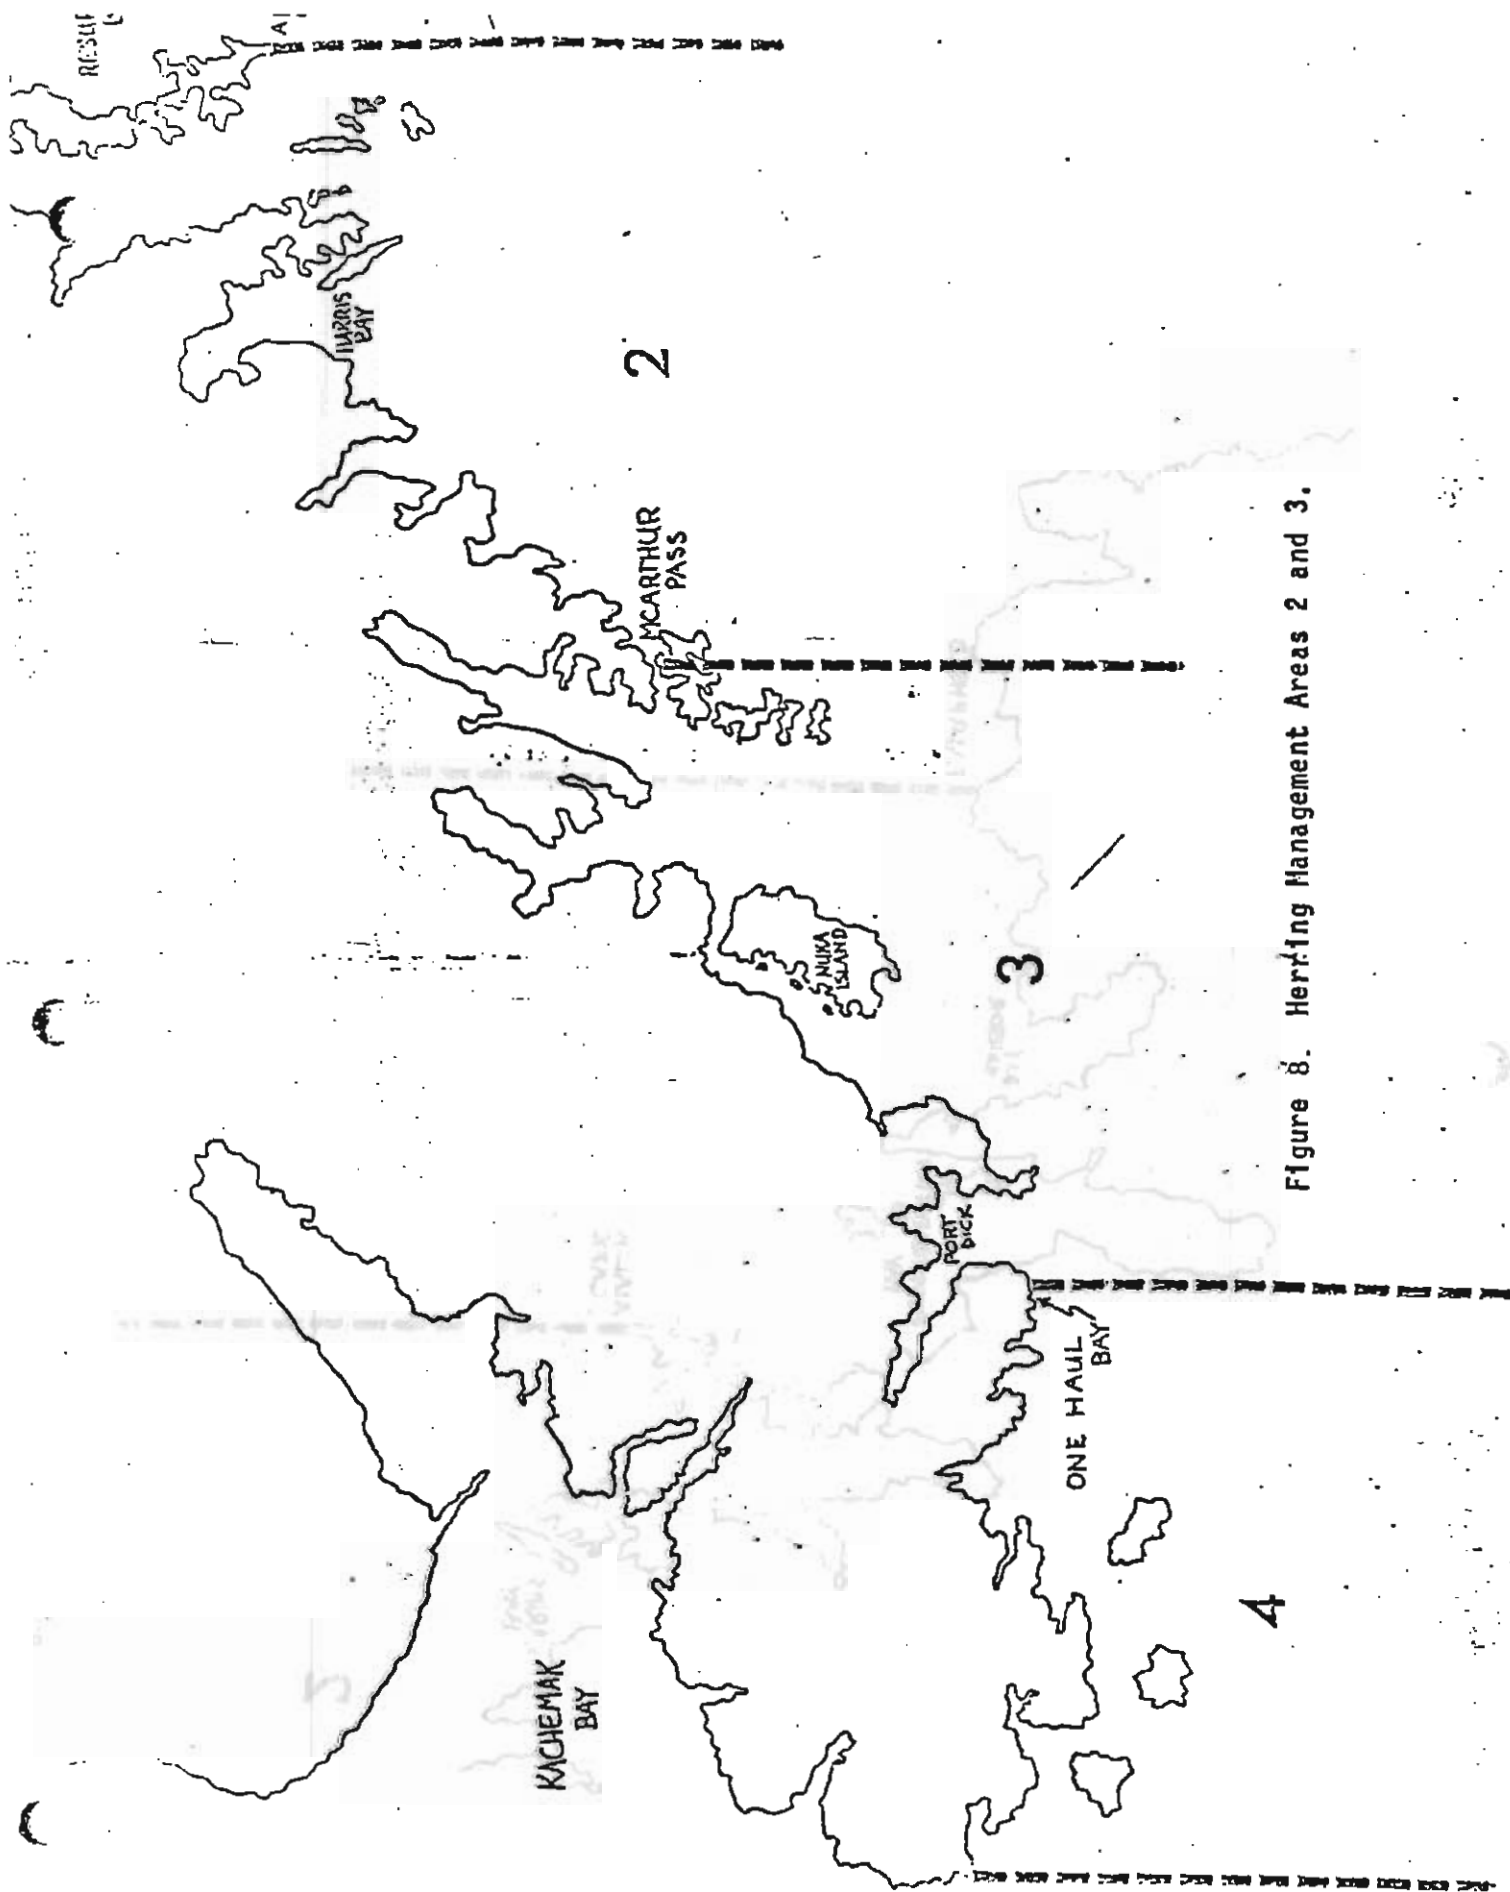 HARRIS
BAY
2
MCARTHUR
PASS
NUKA
ISLAND
3
PORT
DICK
ONE HAUL
BAY
KACHEMAK
BAY
4
Figure 8. Herring Management Areas 2 and 3.